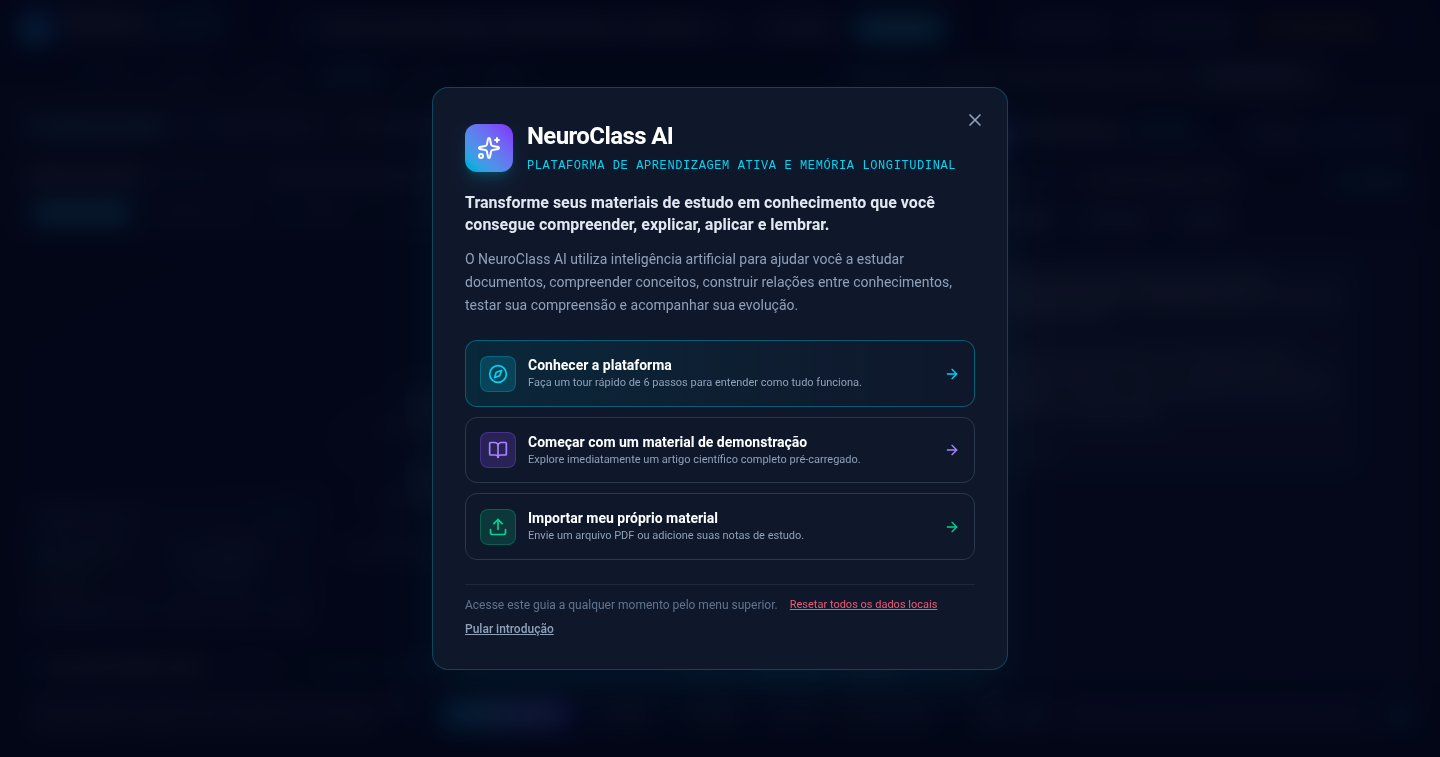 NeuroClass AI
PLATAFORMA DE APRENDIZAGEM ATIVA E MEMÓRIA LONGITUDINAL
Transforme seus materiais de estudo em conhecimento que você
consegue compreender, explicar, aplicar e lembrar.
O NeuroClass AI utiliza inteligência artificial para ajudar você a estudar
documentos, compreender conceitos, construir relações entre conhecimentos,
testar sua compreensão e acompanhar sua evolução.
Conhecer a plataforma
Faça um tour rápido de 6 passos para entender como tudo funciona.
Começar com um material de demonstração
Explore imediatamente um artigo científico completo pré-carregado.
Importar meu próprio material
Envie um arquivo PDF ou adicione suas notas de estudo.
Acesse este guia a qualquer momento pelo menu superior. Resetar todos os dados locais
Pular introdução